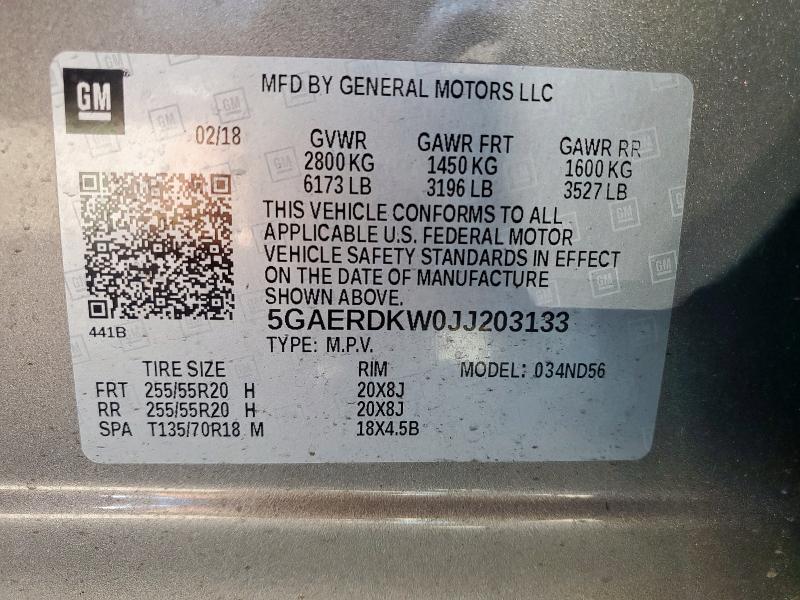 GM
MFD BY GENERAL MOTORS LLC
02/18 GVWR GAWR FRT GAWR RR
2800 KG 1450 KG 1600 KG
6173 LB 3196 LB 3527 LB
THIS VEHICLE CONFORMS TO ALL
APPLICABLE U.S. FEDERAL MOTOR
VEHICLE SAFETY STANDARDS IN EFFECT
ON THE DATE OF MANUFACTURE
SHOWN ABOVE.
5GAERDKW0JJ203133
441B
TYPE: M.P.V.
TIRE SIZE RIM MODEL: 034ND56
FRT 255/55R20 H 20X8J
RR 255/55R20 H 20X8J
SPA T135/70R18 M 18X4.5B